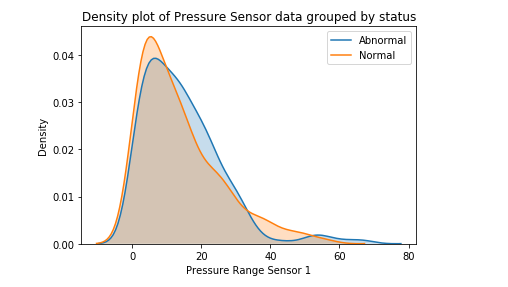 Density plot of Pressure Sensor data grouped by status
Abnormal
Normal
Density
0.04
0.03
0.02
0.01
0.00
0
20
40
60
80
Pressure Range Sensor 1